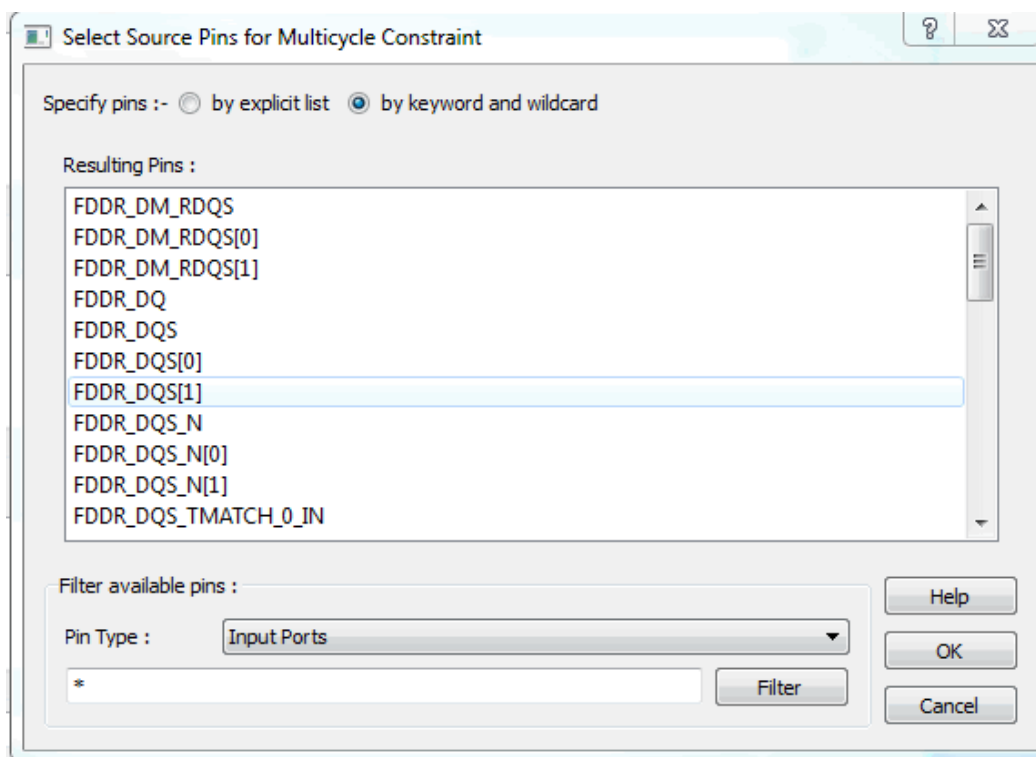 Select Source Pins for Multicycle Constraint
Specify pins :- by explicit list by keyword and wildcard
Resulting Pins :
FDDR_DM_RDQS
FDDR_DM_RDQS[0]
FDDR_DM_RDQS[1]
FDDR_DQ
FDDR_DQS
FDDR_DQS[0]
FDDR_DQS[1]
FDDR_DQS_N
FDDR_DQS_N[0]
FDDR_DQS_N[1]
FDDR_DQS_TMATCH_0_IN
Filter available pins :
Help
Pin Type : Input Ports
OK
* Filter
Cancel